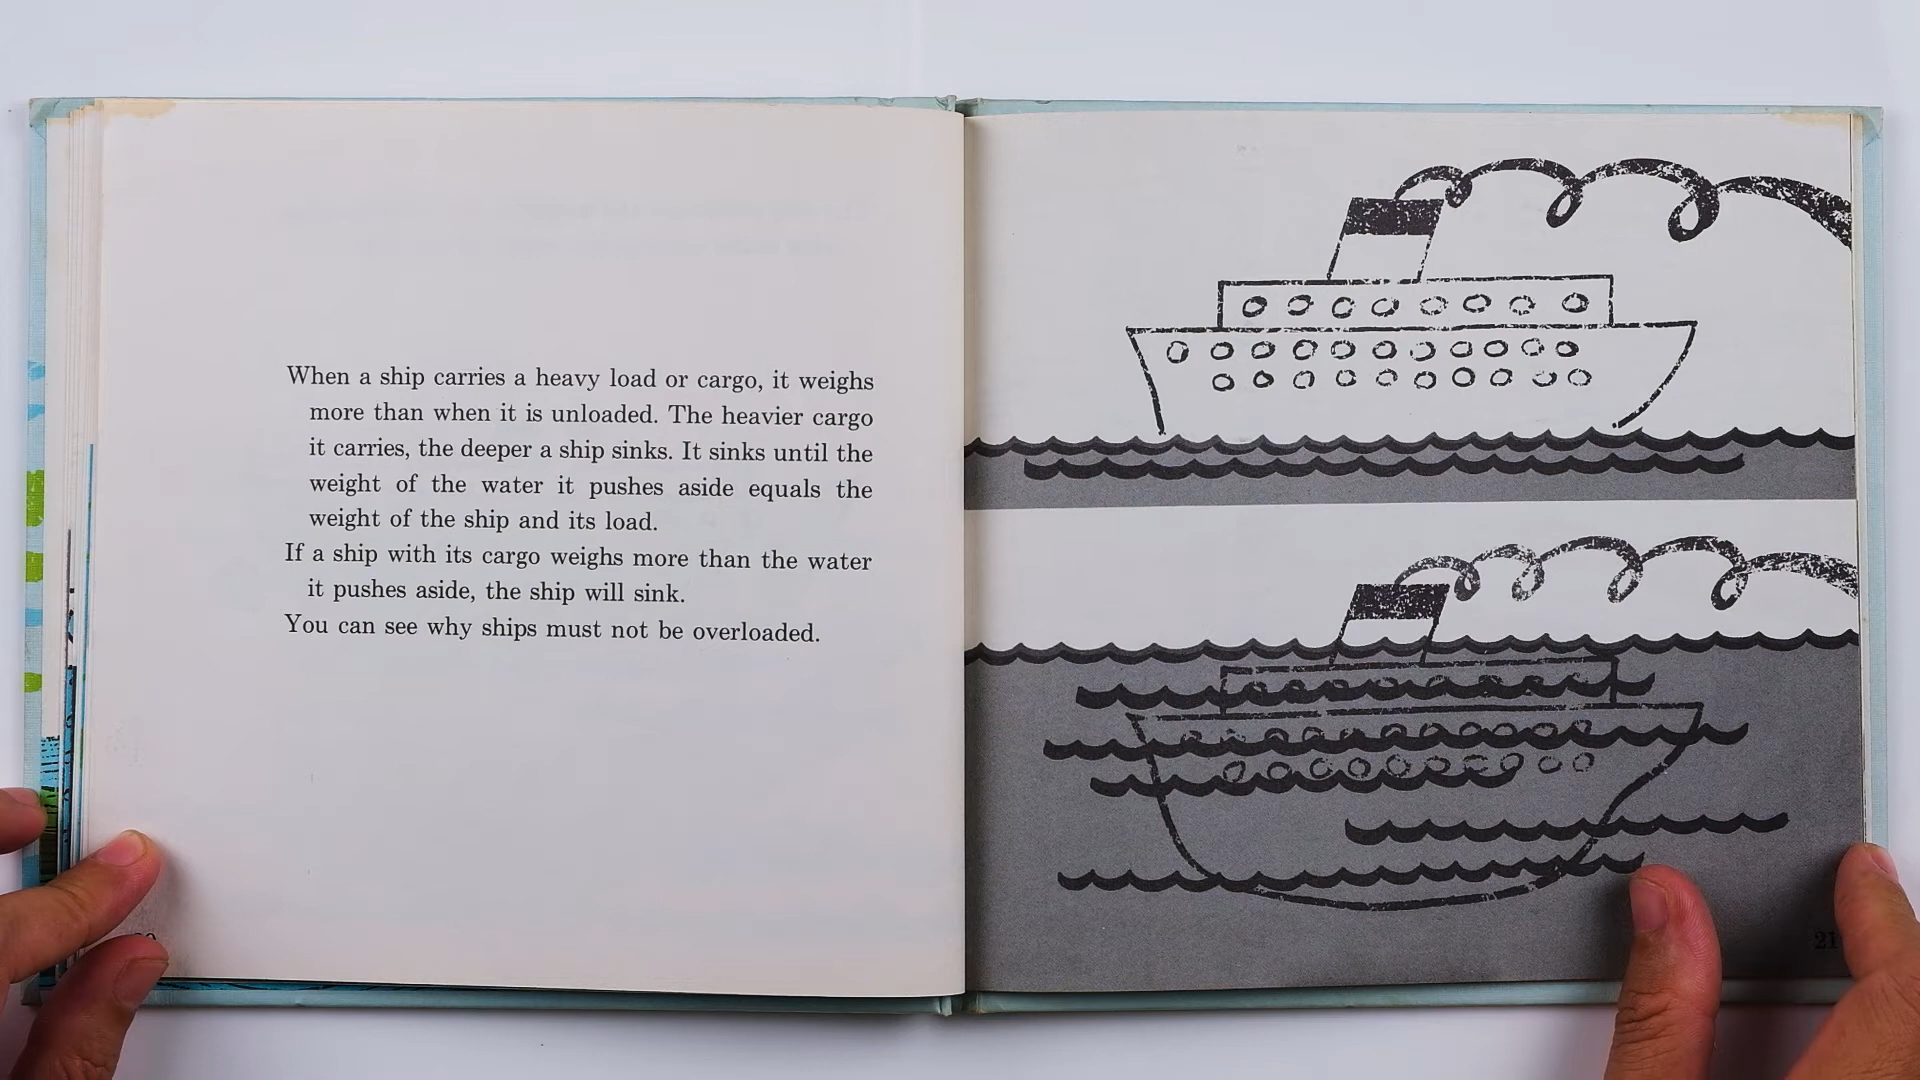 When a ship carries a heavy load or cargo, it weighs
more than when it is unloaded. The heavier cargo
it carries, the deeper a ship sinks. It sinks until the
weight of the water it pushes aside equals the
weight of the ship and its load.
If a ship with its cargo weighs more than the water
it pushes aside, the ship will sink.
You can see why ships must not be overloaded.
21